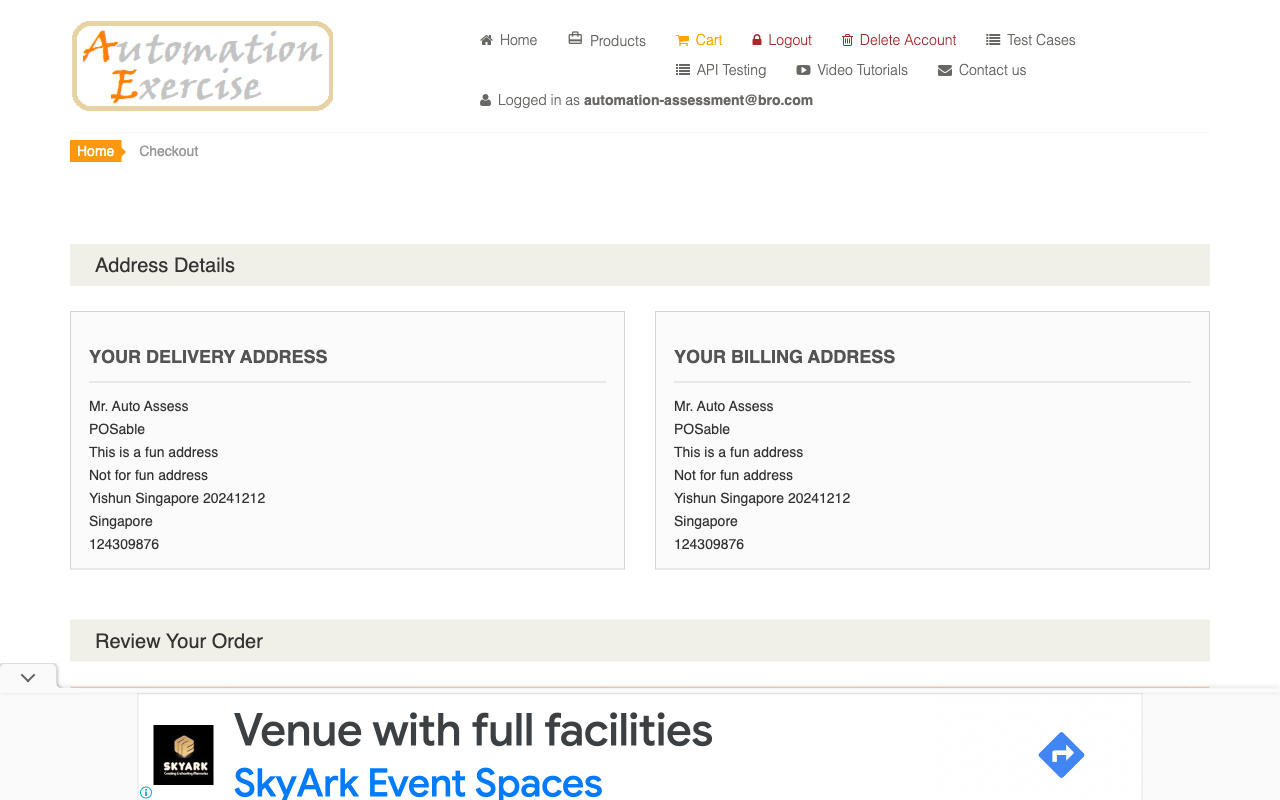 Automation
Exercise
Home
Products
Cart
Logout
Delete Account
Test Cases
API Testing
Video Tutorials
Contact us
Logged in as automation-assessment@bro.com
Home
Checkout
Address Details
YOUR DELIVERY ADDRESS
Mr. Auto Assess
POSable
This is a fun address
Not for fun address
Yishun Singapore 20241212
Singapore
124309876
YOUR BILLING ADDRESS
Mr. Auto Assess
POSable
This is a fun address
Not for fun address
Yishun Singapore 20241212
Singapore
124309876
Review Your Order
SKYARK
Venue with full facilities
SkyArk Event Spaces